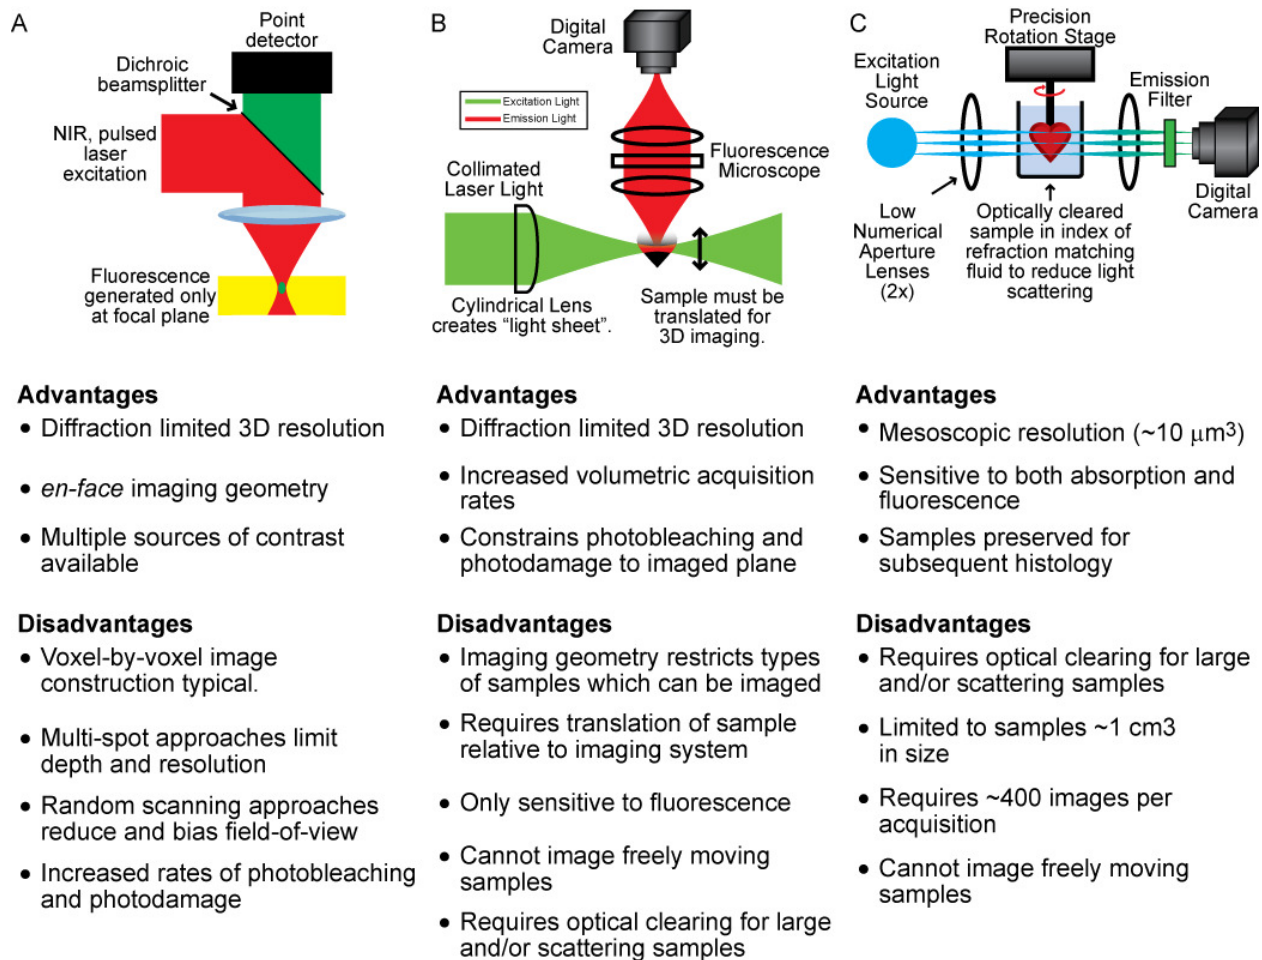 A
Point
detector
Dichroic
beamsplitter
NIR, pulsed
laser
excitation
Fluorescence
generated only
at focal plane
Advantages
• Diffraction limited 3D resolution
• en-face imaging geometry
• Multiple sources of contrast
available
Disadvantages
• Voxel-by-voxel image
construction typical.
• Multi-spot approaches limit
depth and resolution
• Random scanning approaches
reduce and bias field-of-view
• Increased rates of photobleaching
and photodamage
B
Digital
Camera
Excitation Light
Emission Light
Fluorescence
Microscope
Collimated
Laser Light
Cylindrical Lens
creates “light sheet”.
Sample must be
translated for
3D imaging.
Advantages
• Diffraction limited 3D resolution
• Increased volumetric acquisition
rates
• Constrains photobleaching and
photodamage to imaged plane
Disadvantages
• Imaging geometry restricts types
of samples which can be imaged
• Requires translation of sample
relative to imaging system
• Only sensitive to fluorescence
• Cannot image freely moving
samples
• Requires optical clearing for large
and/or scattering samples
C
Precision
Rotation Stage
Excitation
Light
Source
Emission
Filter
Digital
Camera
Low
Numerical
Aperture
Lenses
(2x)
Optically cleared
sample in index of
refraction matching
fluid to reduce light
scattering
Advantages
• Mesoscopic resolution (~10 μm³)
• Sensitive to both absorption and
fluorescence
• Samples preserved for
subsequent histology
Disadvantages
• Requires optical clearing for large
and/or scattering samples
• Limited to samples ~1 cm3
in size
• Requires ~400 images per
acquisition
• Cannot image freely moving
samples